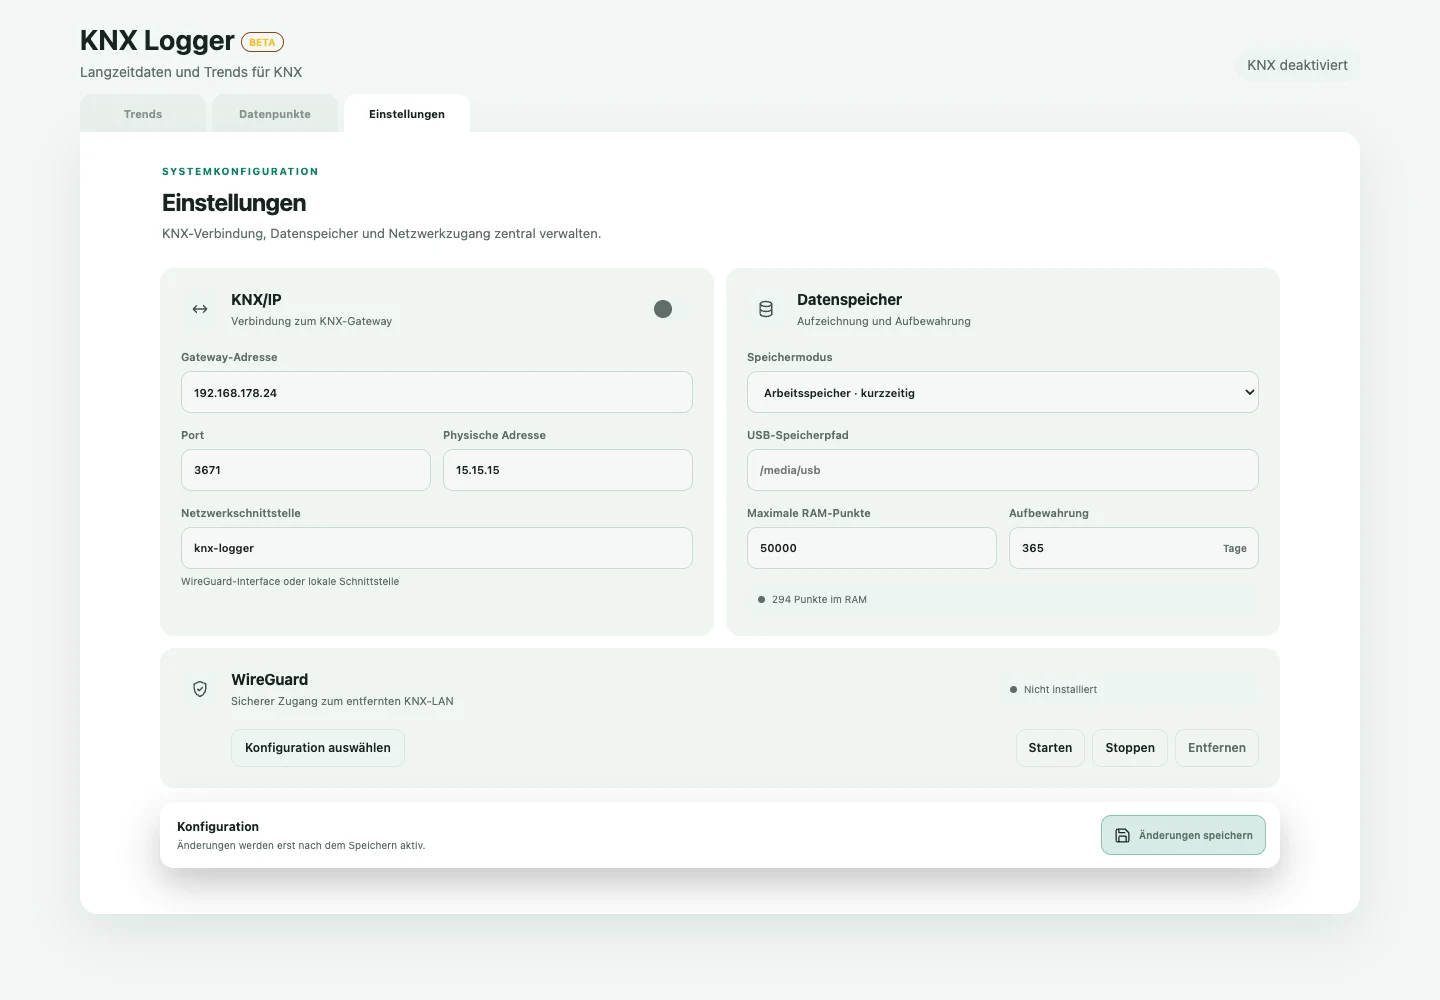 KNX Logger BETA
Langzeitdaten und Trends für KNX
KNX deaktiviert
Trends
Datenpunkte
Einstellungen
SYSTEMKONFIGURATION
Einstellungen
KNX-Verbindung, Datenspeicher und Netzwerkzugang zentral verwalten.
KNX/IP
Verbindung zum KNX-Gateway
Gateway-Adresse
192.168.178.24
Port
Physische Adresse
3671
15.15.15
Netzwerkschnittstelle
knx-logger
WireGuard-Interface oder lokale Schnittstelle
Datenspeicher
Aufzeichnung und Aufbewahrung
Speichermodus
Arbeitsspeicher · kurzzeitig
USB-Speicherpfad
/media/usb
Maximale RAM-Punkte
Aufbewahrung
50000
365 Tage
294 Punkte im RAM
WireGuard
Sicherer Zugang zum entfernten KNX-LAN
Nicht installiert
Konfiguration auswählen
Starten
Stoppen
Entfernen
Konfiguration
Änderungen werden erst nach dem Speichern aktiv.
Änderungen speichern